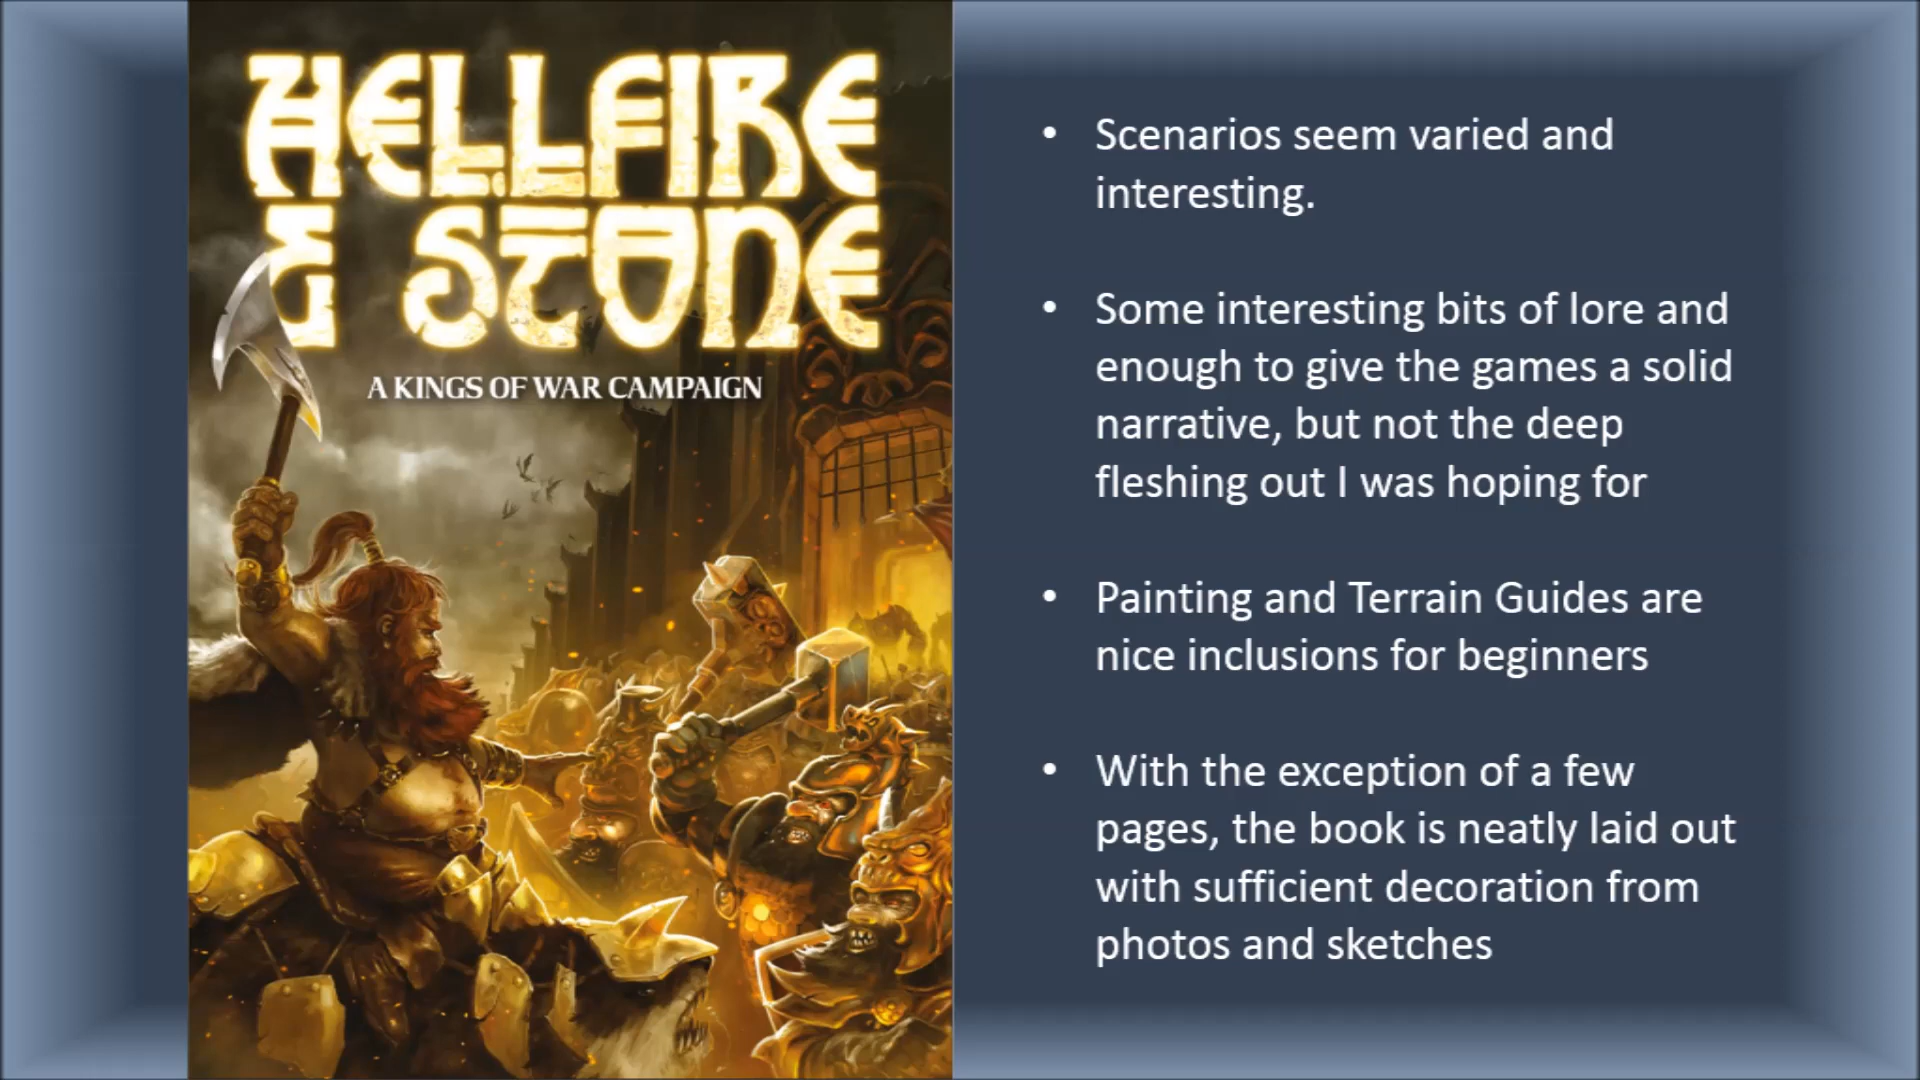 HELLFIRE
& STONE
A KINGS OF WAR CAMPAIGN
• Scenarios seem varied and
interesting.
• Some interesting bits of lore and
enough to give the games a solid
narrative, but not the deep
fleshing out I was hoping for
• Painting and Terrain Guides are
nice inclusions for beginners
• With the exception of a few
pages, the book is neatly laid out
with sufficient decoration from
photos and sketches